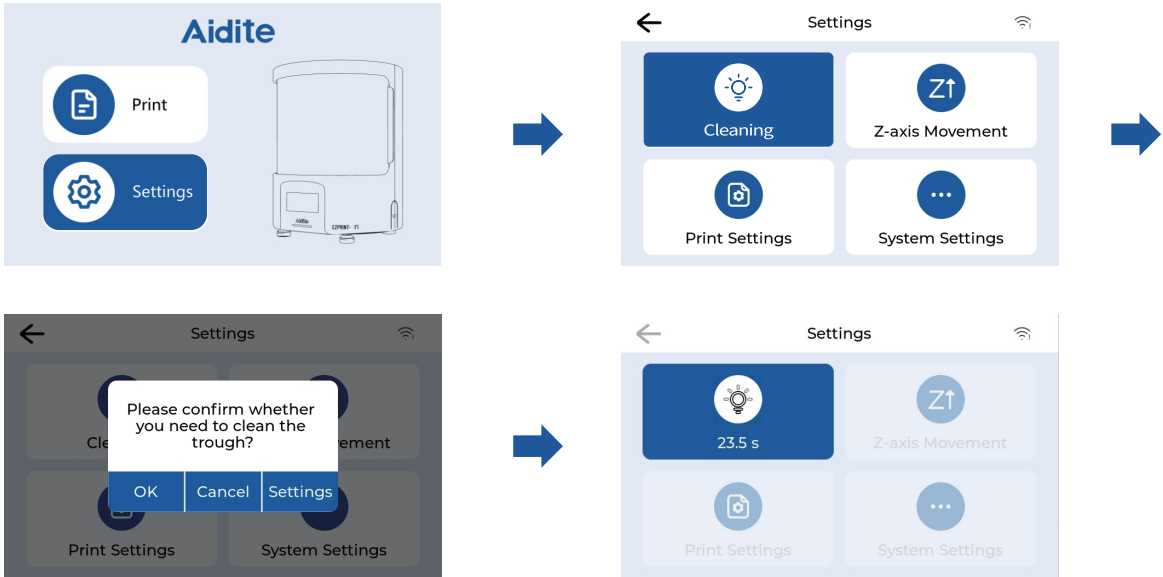 Aidite
Print
Settings
Aidite
EZPRINT- F1
Settings
Cleaning
Z↑
Z-axis Movement
Print Settings
System Settings
Settings
Please confirm whether
you need to clean the
trough?
Cle
ement
OK
Cancel
Settings
Print Settings
System Settings
Settings
23.5 s
Z↑
Z-axis Movement
Print Settings
System Settings